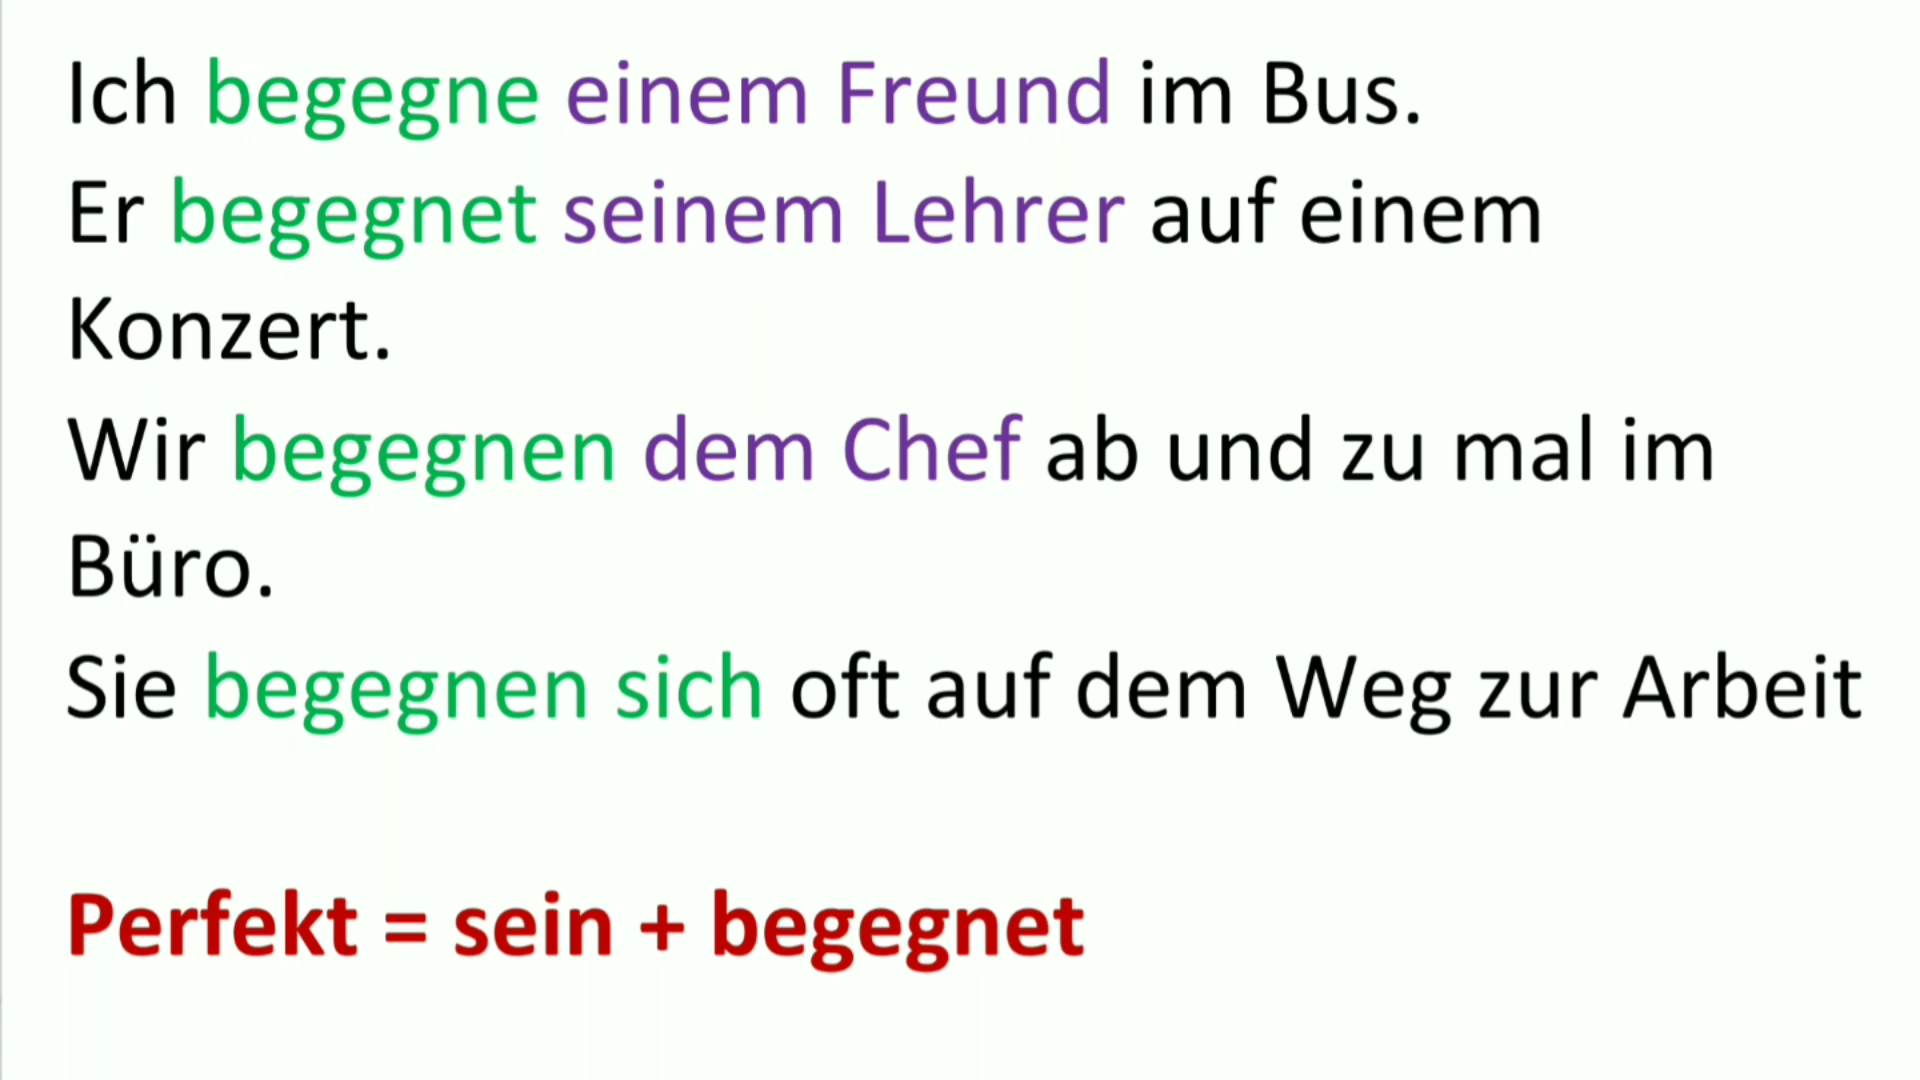 Ich begegne einem Freund im Bus.
Er begegnet seinem Lehrer auf einem
Konzert.
Wir begegnen dem Chef ab und zu mal im
Büro.
Sie begegnen sich oft auf dem Weg zur Arbeit
Perfekt = sein + begegnet